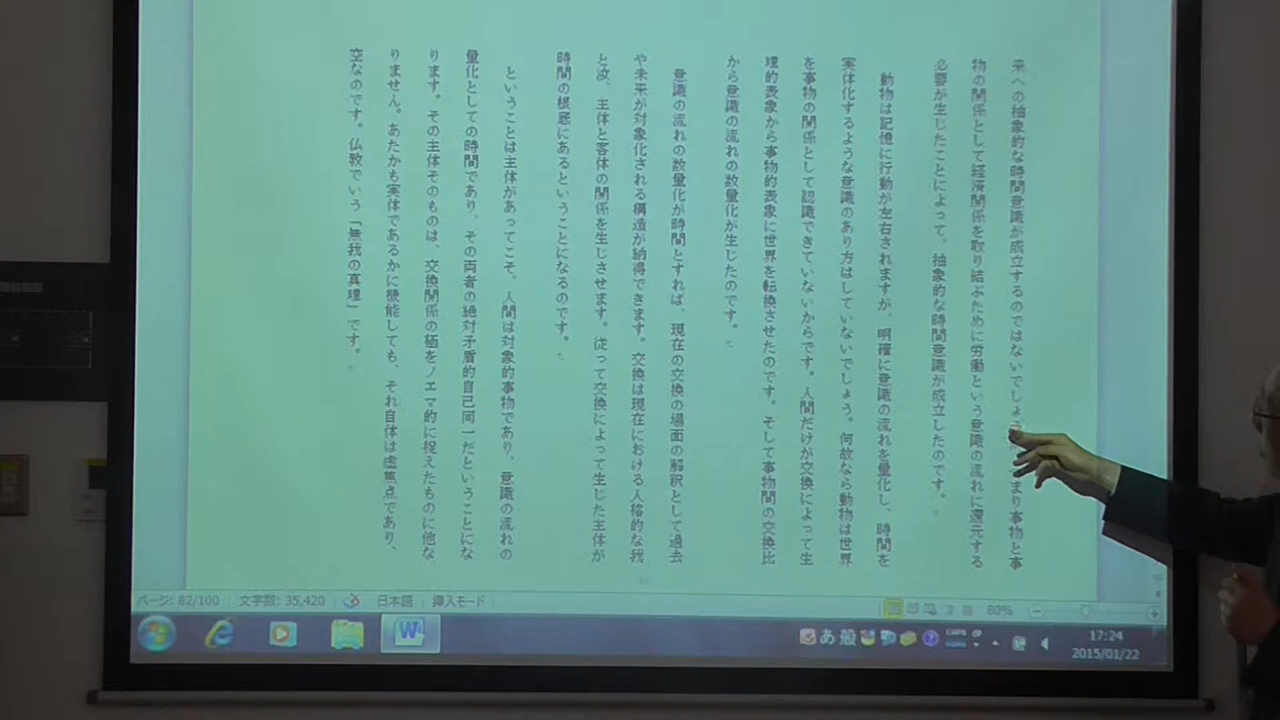 来への抽象的な時間意識が成立するのではないでしょう まり事物と事
物の関係として経済関係を取り結ぶために労働という意識の流れに還元する
必要が生じたことによって、抽象的な時間意識が成立したのです。
動物は記憶に行動が左右されますが、明確に意識の流れを量化し、時間を
実体化するような意識のあり方はしていないでしょう。何故なら動物は世界
を事物の関係として認識できていないからです。人間だけが交換によって生
理的表象から事物的表象に世界を転換させたのです。そして事物間の交換比
から意識の流れの数量化が生じたのです。
意識の流れの数量化が時間とすれば、現在の交換の場面の解釈として過去
や未来が対象化される構造が納得できます。交換は現在における人格的な我
と汝、主体と客体の関係を生じさせます。従って交換によって生じた主体が
時間の根底にあるということになるのです。
ということは主体があってこそ、人間は対象的事物であり、意識の流れの
量化としての時間であり、その両者の絶対矛盾的自己同一だということにな
ります。その主体そのものは、交換関係の極をノエマ的に捉えたものに他な
りません。あたかも実体であるかに機能しても、それ自体は虚焦点であり、
空なのです。仏教でいう「無我の真理」です。
ページ: 82/100 文字数: 35,420 日本語 挿入モード 80%
あ 般 CAPS 17:24
2015/01/22